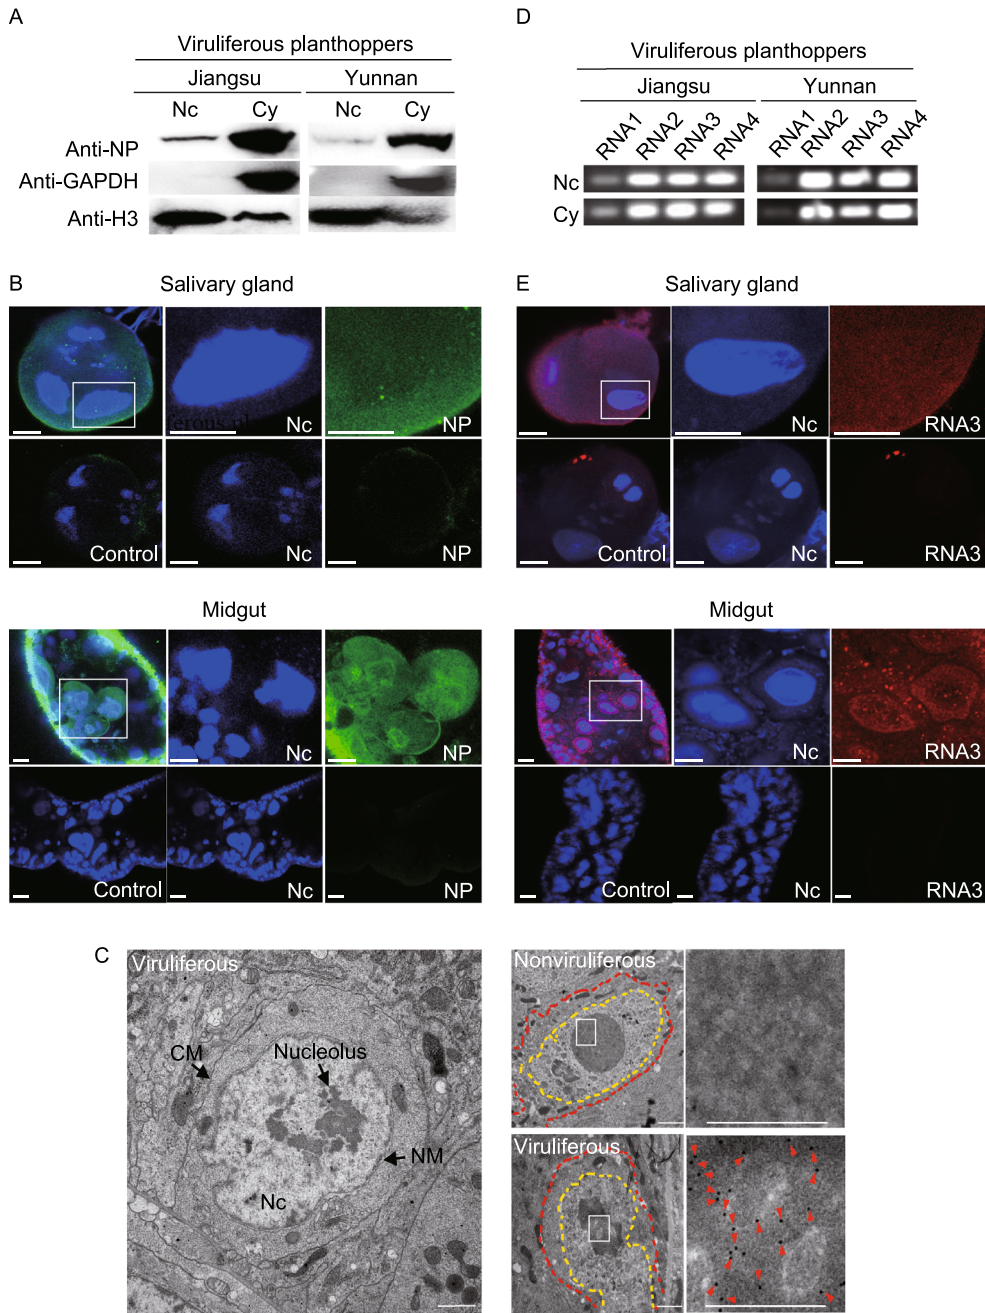 A
Viruliferous planthoppers
Jiangsu Yunnan
Nc Cy Nc Cy
Anti-NP
Anti-GAPDH
Anti-H3
D
Viruliferous planthoppers
Jiangsu Yunnan
RNA1 RNA2 RNA3 RNA4 RNA1 RNA2 RNA3 RNA4
Nc
Cy
B
Salivary gland
Nc NP
Control Nc NP
Midgut
Nc NP
Control Nc NP
E
Salivary gland
Nc RNA3
Control Nc RNA3
Midgut
Nc RNA3
Control Nc RNA3
C
Viruliferous
CM Nucleolus
NM
Nc
Nonviruliferous
Viruliferous